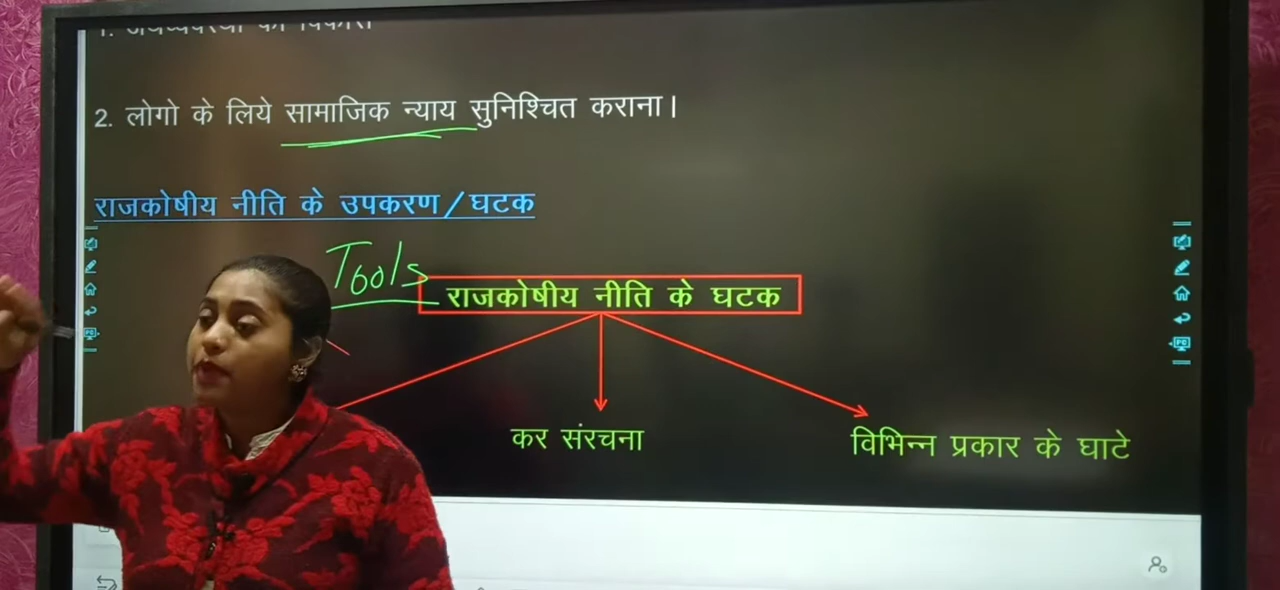 2. लोगो के लिये सामाजिक न्याय सुनिश्चित कराना।
राजकोषीय नीति के उपकरण/घटक
Tools
राजकोषीय नीति के घटक
कर संरचना
विभिन्न प्रकार के घाटे